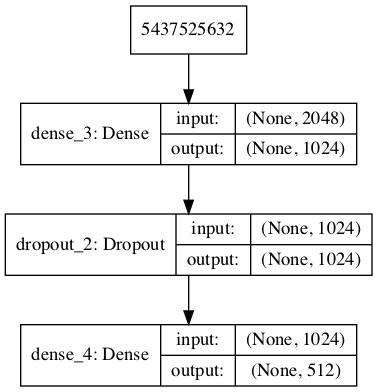 5437525632
dense_3: Dense
input: (None, 2048)
output: (None, 1024)
dropout_2: Dropout
input: (None, 1024)
output: (None, 1024)
dense_4: Dense
input: (None, 1024)
output: (None, 512)